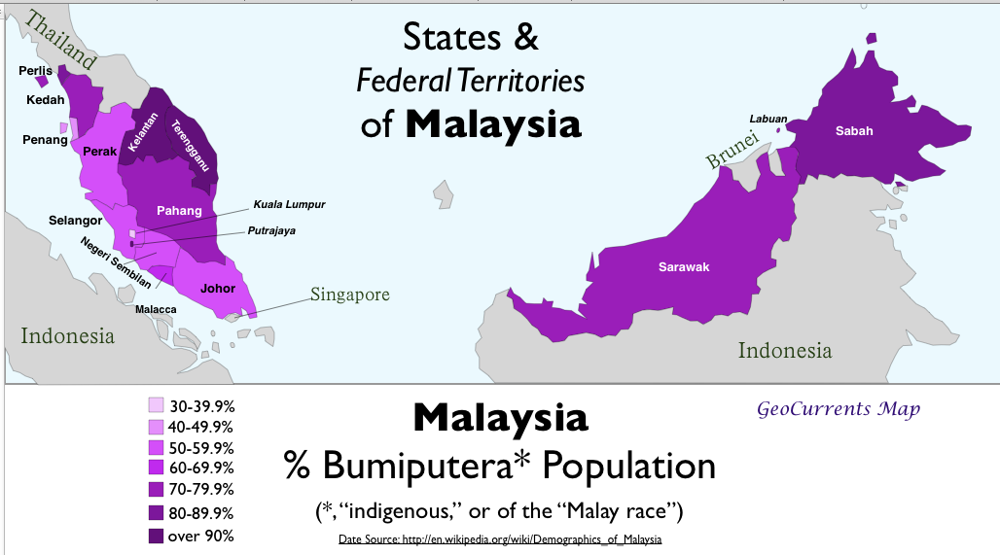 States &
Federal Territories
of Malaysia
Thailand
Perlis
Kedah
Penang
Perak
Kelantan
Terengganu
Pahang
Selangor
Kuala Lumpur
Putrajaya
Negeri Sembilan
Malacca
Johor
Singapore
Indonesia
Labuan
Brunei
Sabah
Sarawak
Indonesia
30-39.9%
40-49.9%
50-59.9%
60-69.9%
70-79.9%
80-89.9%
over 90%
Malaysia
% Bumiputera* Population
(*, “indigenous,” or of the “Malay race”)
Date Source: http://en.wikipedia.org/wiki/Demographics_of_Malaysia
GeoCurrents Map